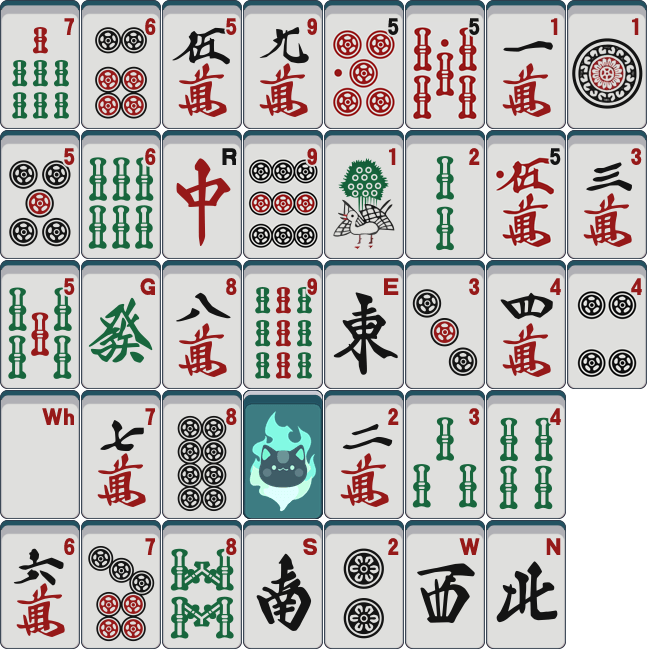 7 6 5 9 5 5 1 1
伍 九 一
萬 萬 萬
5 6 R 9 1 2 5 3
中 伍 三
萬 萬
5 G 8 9 E 3 4 4
發 八 東 四
萬 萬
Wh 7 8 2 3 4
七 二
萬 萬
6 7 8 S 2 W N
六 南 西 北
萬